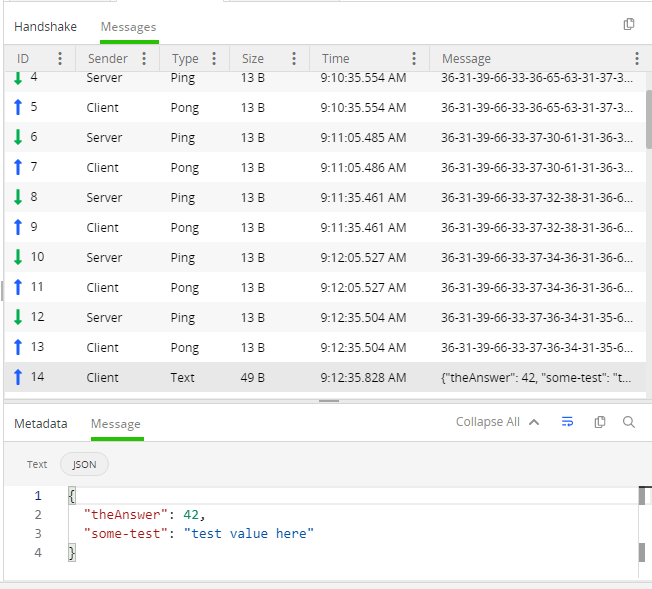 Handshake Messages
ID Sender Type Size Time Message
4 Server Ping 13 B 9:10:35.554 AM 36-31-39-66-33-36-65-63-31-37-3...
5 Client Pong 13 B 9:10:35.554 AM 36-31-39-66-33-36-65-63-31-37-3...
6 Server Ping 13 B 9:11:05.485 AM 36-31-39-66-33-37-30-61-31-36-3...
7 Client Pong 13 B 9:11:05.486 AM 36-31-39-66-33-37-30-61-31-36-3...
8 Server Ping 13 B 9:11:35.461 AM 36-31-39-66-33-37-32-38-31-36-6...
9 Client Pong 13 B 9:11:35.461 AM 36-31-39-66-33-37-32-38-31-36-6...
10 Server Ping 13 B 9:12:05.527 AM 36-31-39-66-33-37-34-36-31-36-6...
11 Client Pong 13 B 9:12:05.527 AM 36-31-39-66-33-37-34-36-31-36-6...
12 Server Ping 13 B 9:12:35.504 AM 36-31-39-66-33-37-36-34-31-35-6...
13 Client Pong 13 B 9:12:35.504 AM 36-31-39-66-33-37-36-34-31-35-6...
14 Client Text 49 B 9:12:35.828 AM {"theAnswer": 42, "some-test": "t...
Metadata Message Collapse All
Text JSON
1 {
2 "theAnswer": 42,
3 "some-test": "test value here"
4 }